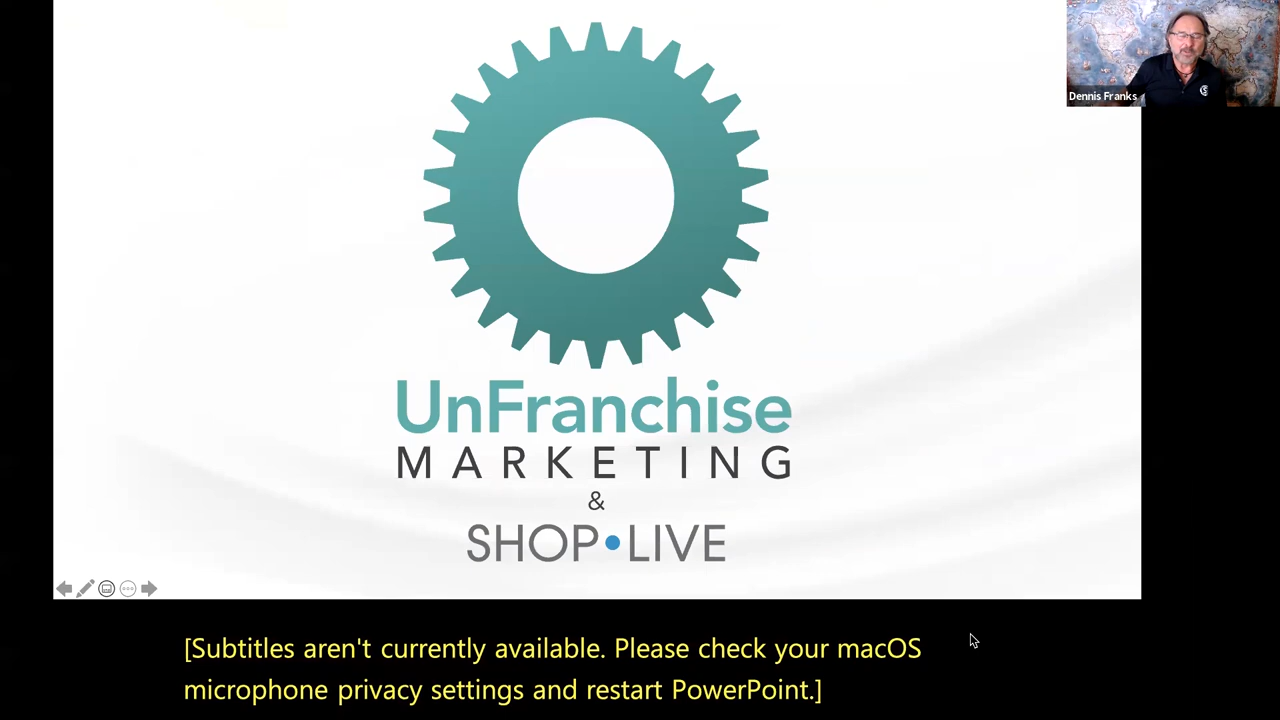 Dennis Franks
UnFranchise
MARKETING
&
SHOP•LIVE
[Subtitles aren't currently available. Please check your macOS
microphone privacy settings and restart PowerPoint.]